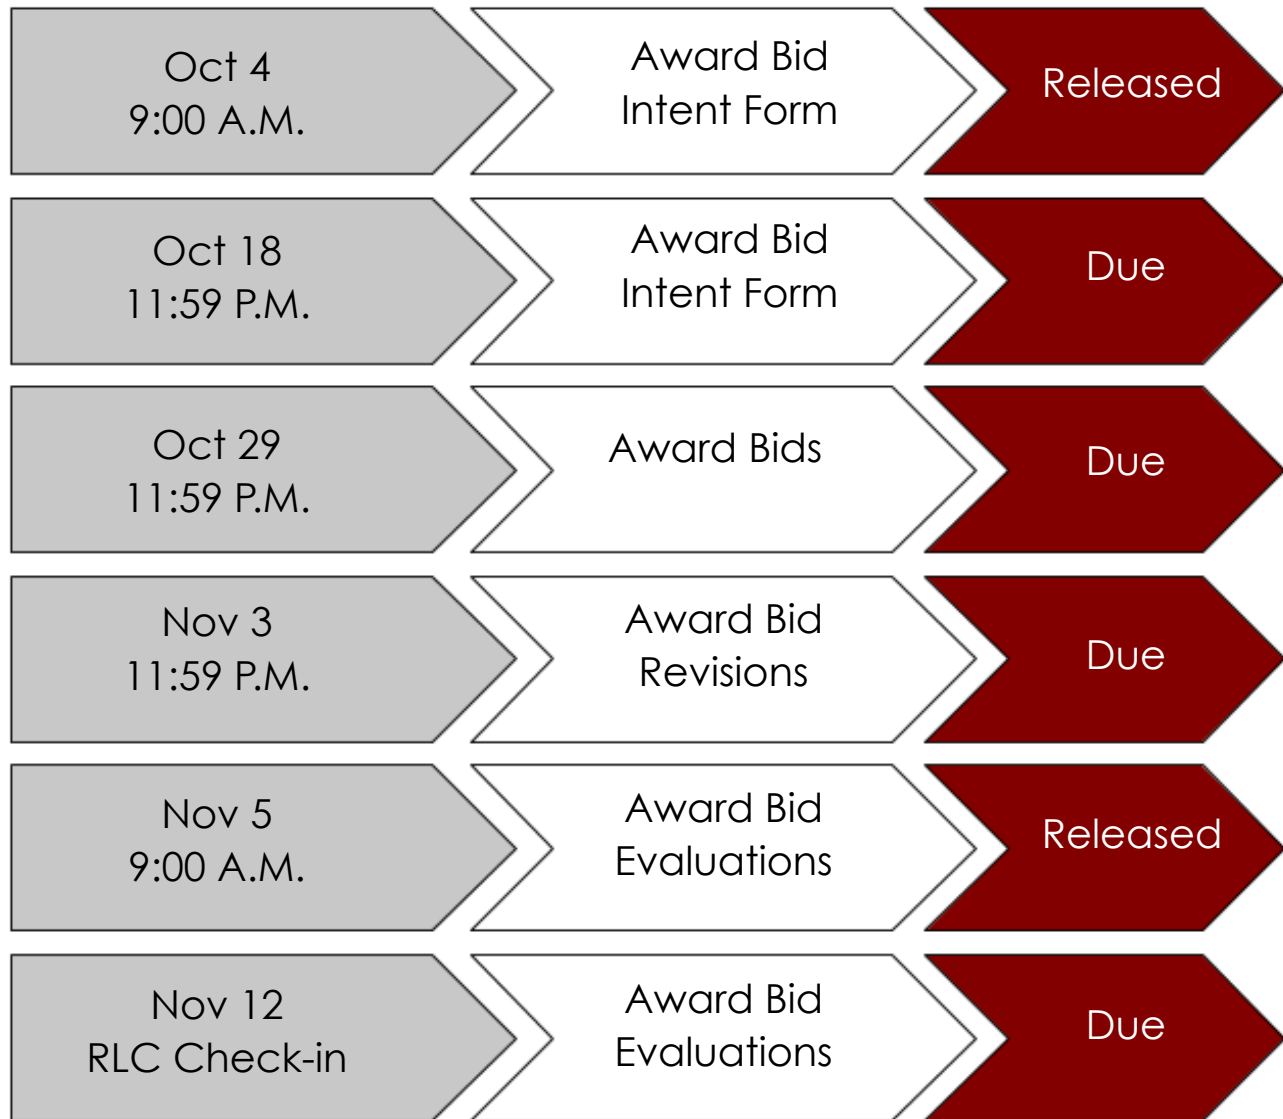 Oct 4
9:00 A.M.
Award Bid
Intent Form
Released
Oct 18
11:59 P.M.
Award Bid
Intent Form
Due
Oct 29
11:59 P.M.
Award Bids
Due
Nov 3
11:59 P.M.
Award Bid
Revisions
Due
Nov 5
9:00 A.M.
Award Bid
Evaluations
Released
Nov 12
RLC Check-in
Award Bid
Evaluations
Due